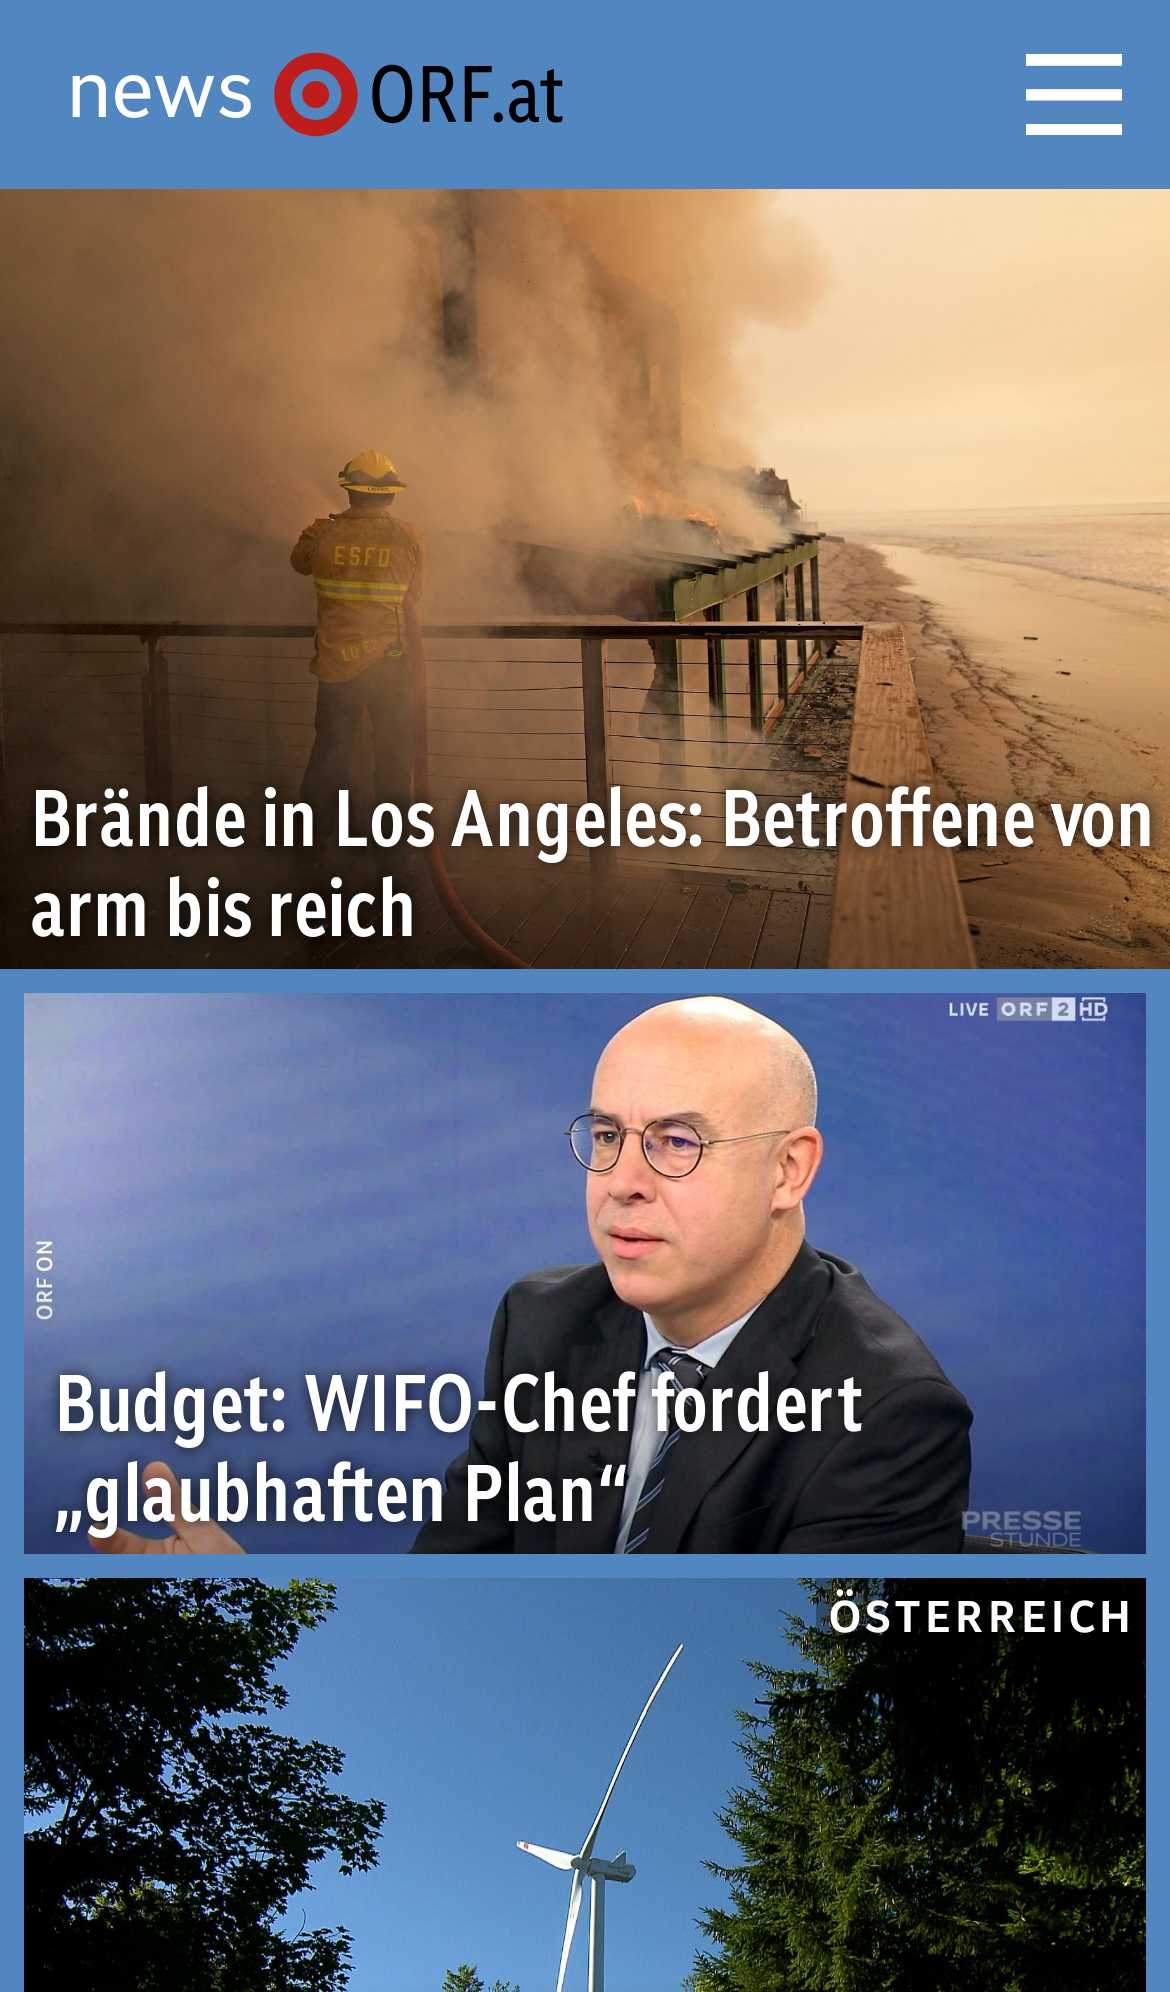 news ORF.at
ESFD
LOPEZ
Brände in Los Angeles: Betroffene von
arm bis reich
LIVE ORF 2 HD
ORF ON
Budget: WIFO-Chef fordert
„glaubhaften Plan“
PRESSE
STUNDE
ÖSTERREICH